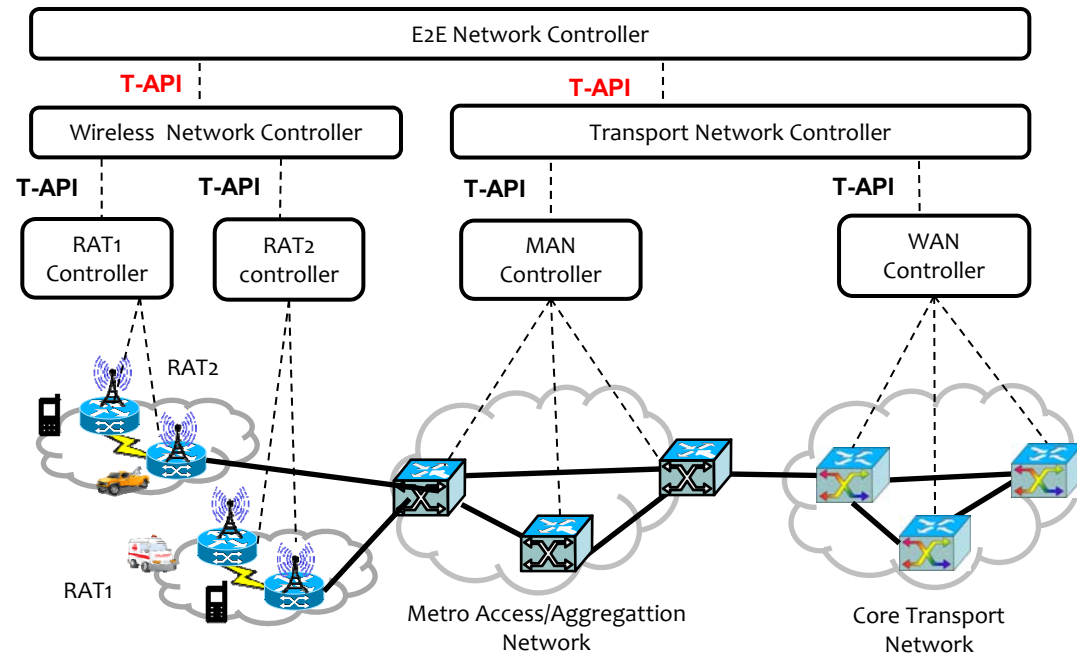 E2E Network Controller
T-API
T-API
Wireless Network Controller
Transport Network Controller
T-API
T-API
T-API
T-API
RAT1
Controller
RAT2
controller
MAN
Controller
WAN
Controller
RAT2
RAT1
Metro Access/Aggregattion
Network
Core Transport
Network